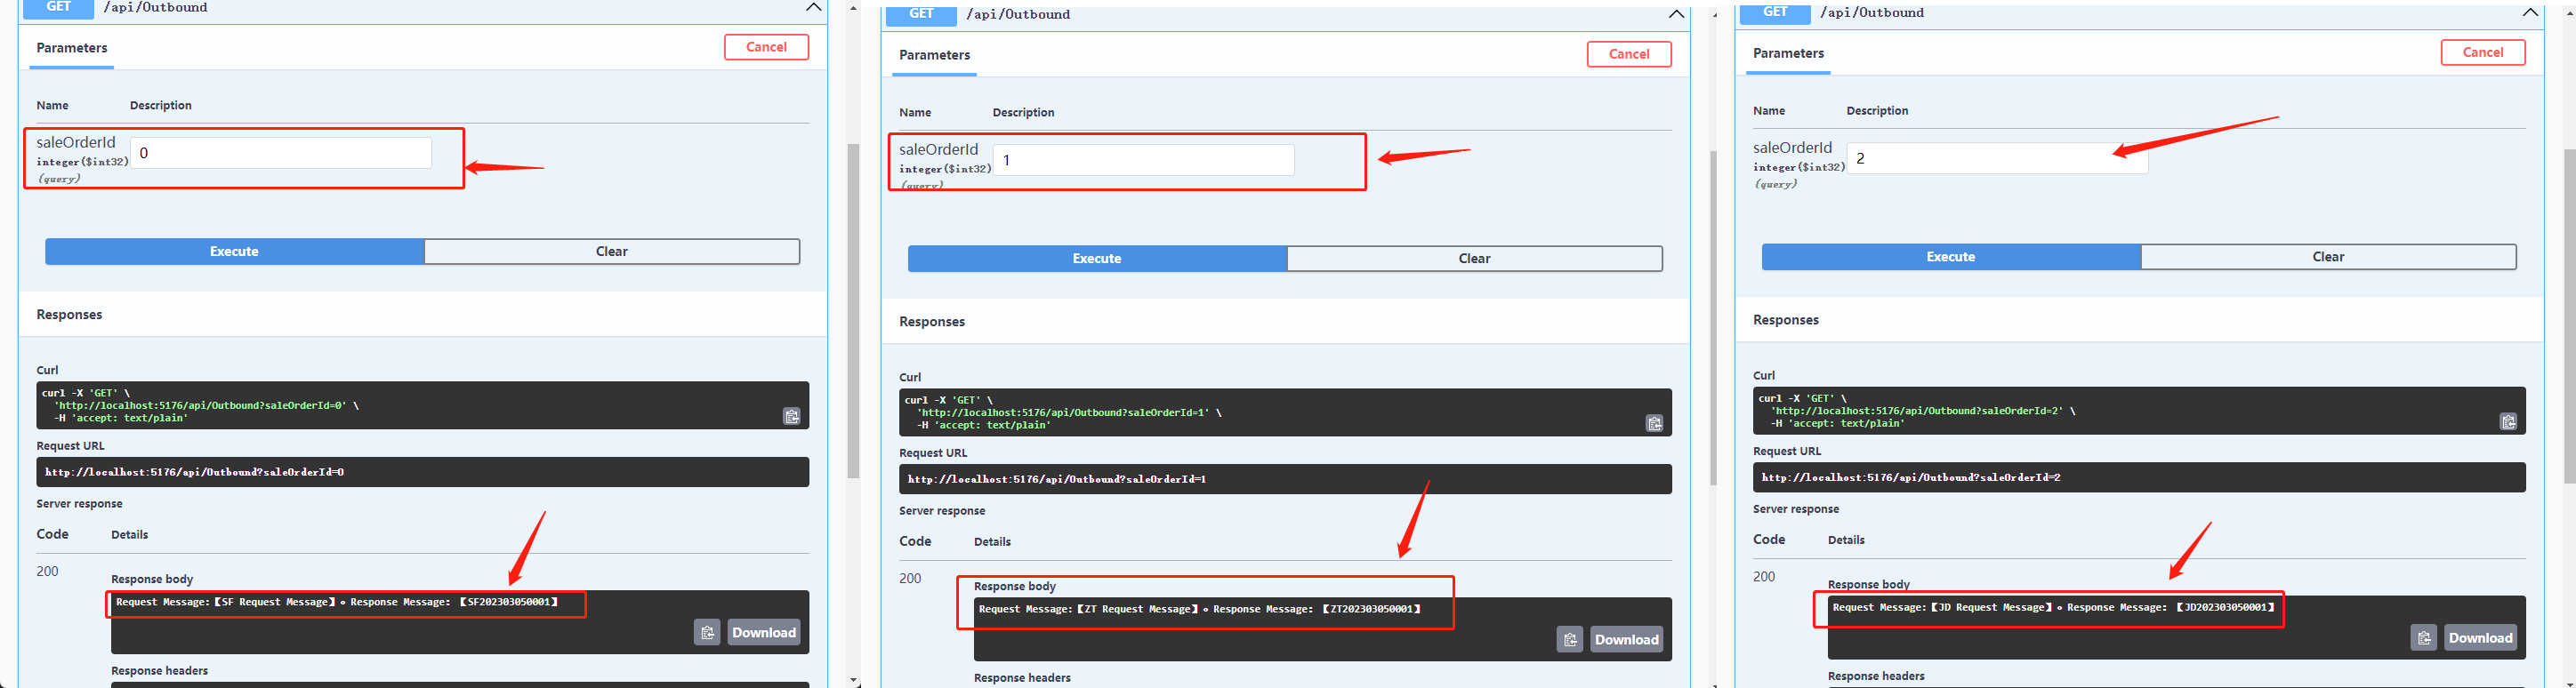 GET /api/Outbound
Parameters
Cancel
Name Description
saleOrderId
0
integer($int32)
(query)
Execute
Clear
Responses
Curl
curl -X 'GET' \
'http://localhost:5176/api/Outbound?saleOrderId=0' \
-H 'accept: text/plain'
Request URL
http://localhost:5176/api/Outbound?saleOrderId=0
Server response
Code Details
200
Response body
Request Message:【SF Request Message】。Response Message: 【SF202303050001】
Download
Response headers
GET /api/Outbound
Parameters
Cancel
Name Description
saleOrderId
1
integer($int32)
(query)
Execute
Clear
Responses
Curl
curl -X 'GET' \
'http://localhost:5176/api/Outbound?saleOrderId=1' \
-H 'accept: text/plain'
Request URL
http://localhost:5176/api/Outbound?saleOrderId=1
Server response
Code Details
200
Response body
Request Message:【ZT Request Message】。Response Message: 【ZT202303050001】
Download
Response headers
GET /api/Outbound
Parameters
Cancel
Name Description
saleOrderId
2
integer($int32)
(query)
Execute
Clear
Responses
Curl
curl -X 'GET' \
'http://localhost:5176/api/Outbound?saleOrderId=2' \
-H 'accept: text/plain'
Request URL
http://localhost:5176/api/Outbound?saleOrderId=2
Server response
Code Details
200
Response body
Request Message:【JD Request Message】。Response Message: 【JD202303050001】
Download
Response headers